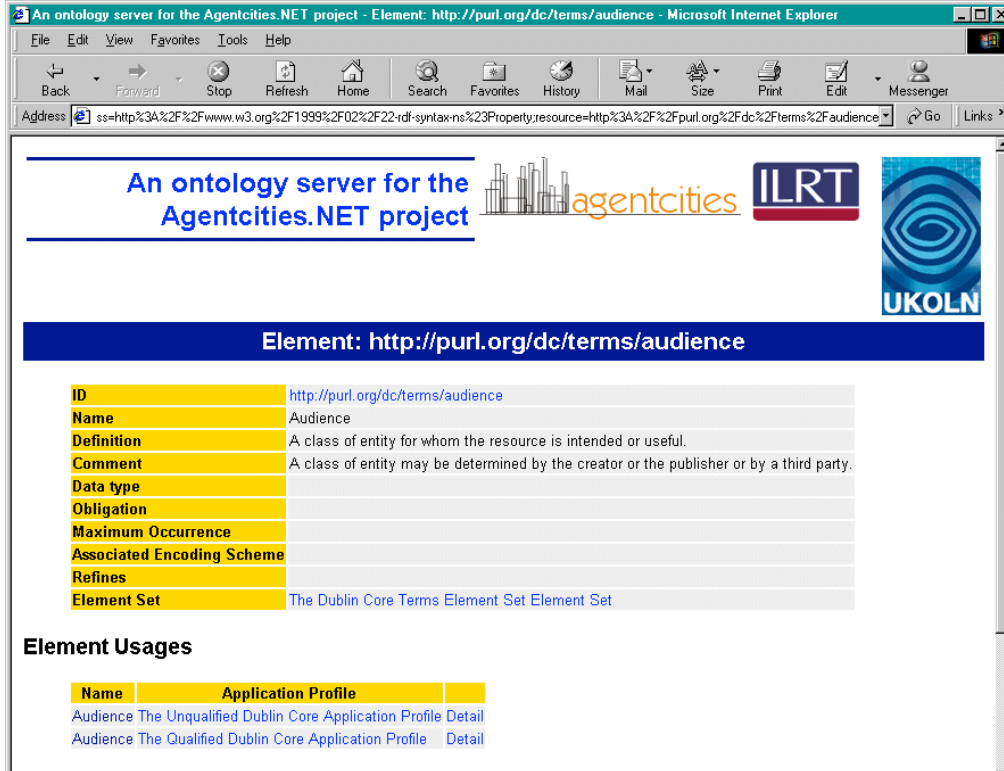 An ontology server for the Agentcities.NET project - Element: http://purl.org/dc/terms/audience - Microsoft Internet Explorer
File Edit View Favorites Tools Help
Back Forward Stop Refresh Home Search Favorites History Mail Size Print Edit Messenger
Address ss=http%3A%2F%2Fwww.w3.org%2F1999%2F02%2F22-rdf-syntax-ns%23Property;resource=http%3A%2F%2Fpurl.org%2Fdc%2Fterms%2Faudience Go Links »
An ontology server for the
Agentcities.NET project
agentcities
ILRT
UKOLN
Element: http://purl.org/dc/terms/audience
ID http://purl.org/dc/terms/audience
Name Audience
Definition A class of entity for whom the resource is intended or useful.
Comment A class of entity may be determined by the creator or the publisher or by a third party.
Data type
Obligation
Maximum Occurrence
Associated Encoding Scheme
Refines
Element Set The Dublin Core Terms Element Set Element Set
Element Usages
Name Application Profile
Audience The Unqualified Dublin Core Application Profile Detail
Audience The Qualified Dublin Core Application Profile Detail